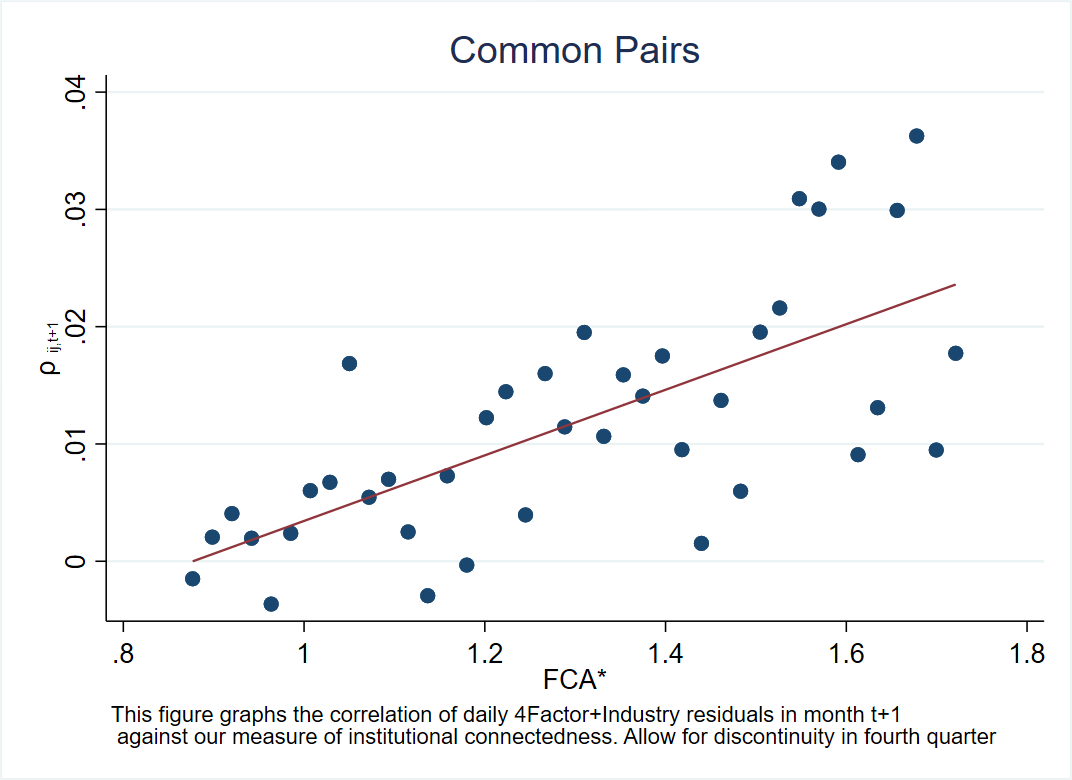 Common Pairs
.04
.03
.02
.01
0
ρ ij,t+1
.8 1 1.2 1.4 1.6 1.8
FCA*
This figure graphs the correlation of daily 4Factor+Industry residuals in month t+1
against our measure of institutional connectedness. Allow for discontinuity in fourth quarter